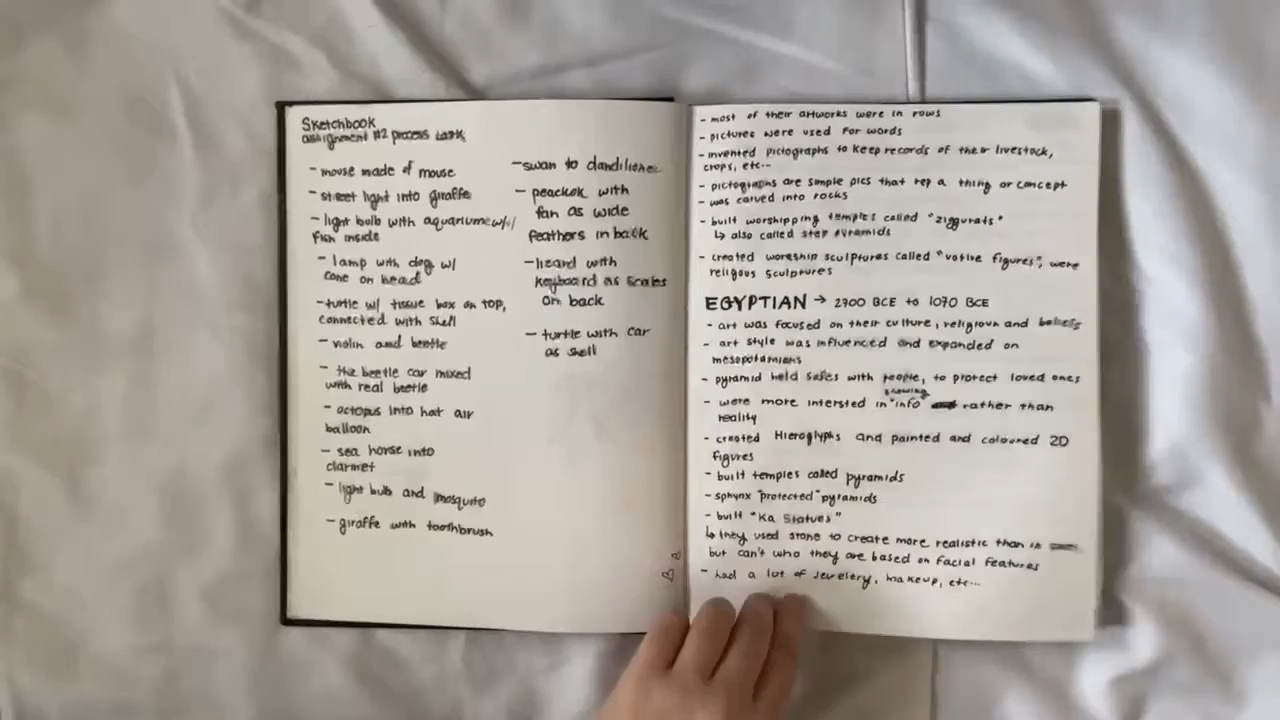 Sketchbook
assignment #2 process work
- mouse made of mouse
- street light into giraffe
- light bulb with aquarium w/
fish inside
- lamp with dog w/
cone on head
- turtle w/ tissue box on top,
connected with shell
- violin and beetle
- the beetle car mixed
with real beetle
- octopus into hot air
balloon
- sea horse into
clarinet
- light bulb and mosquito
- giraffe with toothbrush
- swan to
- peackok with
fan as wide
feathers in back
- lizard with
keyboard as scales
on back
- turtle with car
as shell
- most of their artworks were in rows
- pictures were used for words
- invented pictographs to keep records of their livestock,
crops, etc...
- pictographs are simple pics that rep a thing or concept
- was carved into rocks
- built worshipping temples called "ziggurats"
↳ also called step pyramids
- created worship sculptures called "votive figures", were
religous sculptures
EGYPTIAN → 2700 BCE to 1070 BCE
- art was focused on their culture, religioun and beliefs
- art style was influenced and expanded on
mesopotamians
- pyramid held safes with people, to protect loved ones
- were more intersted in showing "info" rather than
reality
- created Hieroglyphs and painted and coloured 2D
figures
- built temples called pyramids
- sphynx "protected" pyramids
- built "Ka Statues"
↳ they used stone to create more realistic than in
but can't who they are based on facial features
- had a lot of jewelery, makeup, etc...